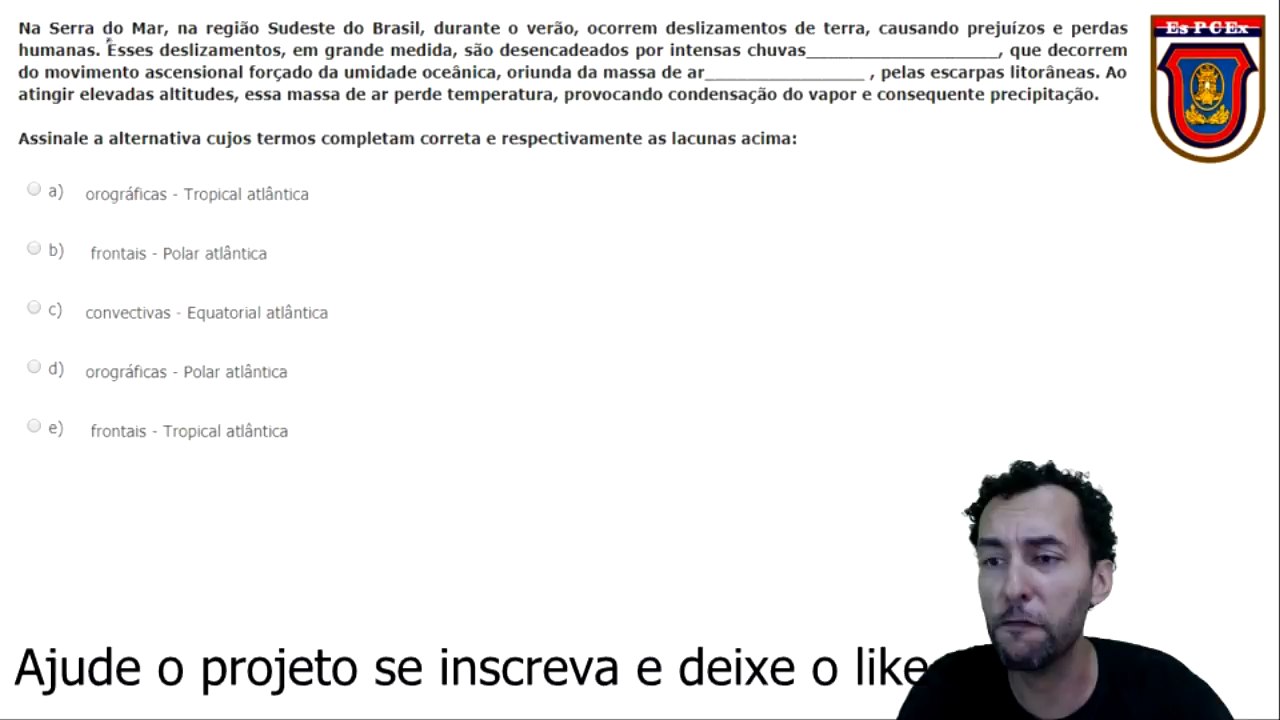 Na Serra do Mar, na região Sudeste do Brasil, durante o verão, ocorrem deslizamentos de terra, causando prejuízos e perdas
humanas. Esses deslizamentos, em grande medida, são desencadeados por intensas chuvas____________________, que decorrem
do movimento ascensional forçado da umidade oceânica, oriunda da massa de ar_________________ , pelas escarpas litorâneas. Ao
atingir elevadas altitudes, essa massa de ar perde temperatura, provocando condensação do vapor e consequente precipitação.
Assinale a alternativa cujos termos completam correta e respectivamente as lacunas acima:
a) orográficas - Tropical atlântica
b) frontais - Polar atlântica
c) convectivas - Equatorial atlântica
d) orográficas - Polar atlântica
e) frontais - Tropical atlântica
Ajude o projeto se inscreva e deixe o like
Es P C Ex